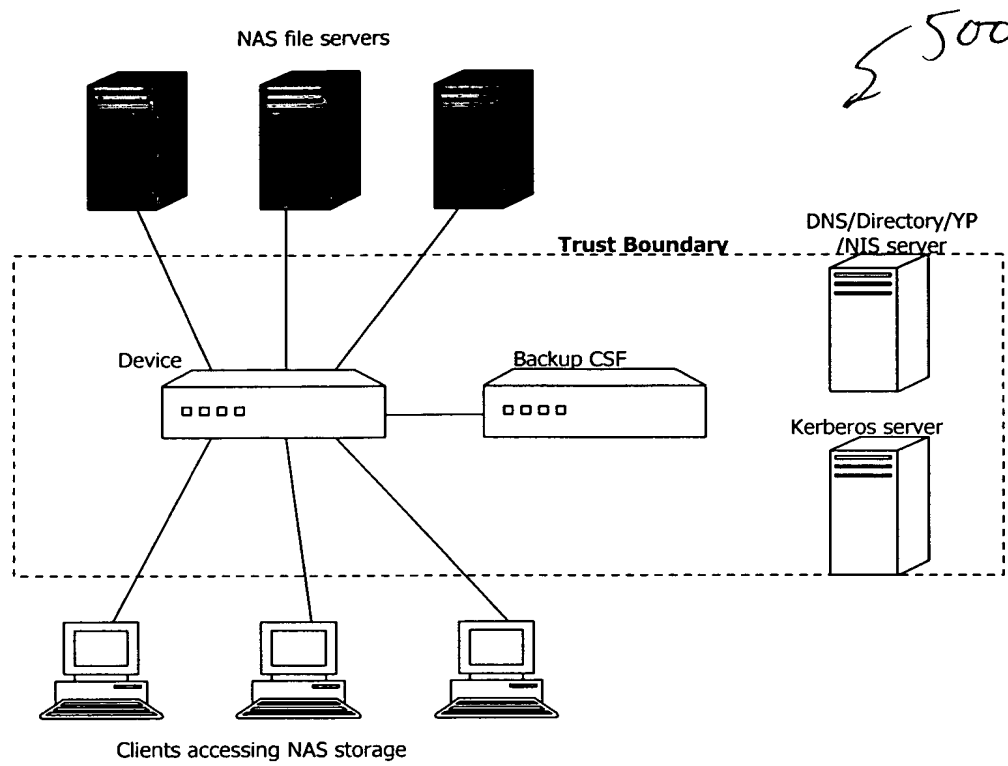 NAS file servers
500
DNS/Directory/YP
/NIS server
Trust Boundary
Device
Backup CSF
Kerberos server
Clients accessing NAS storage